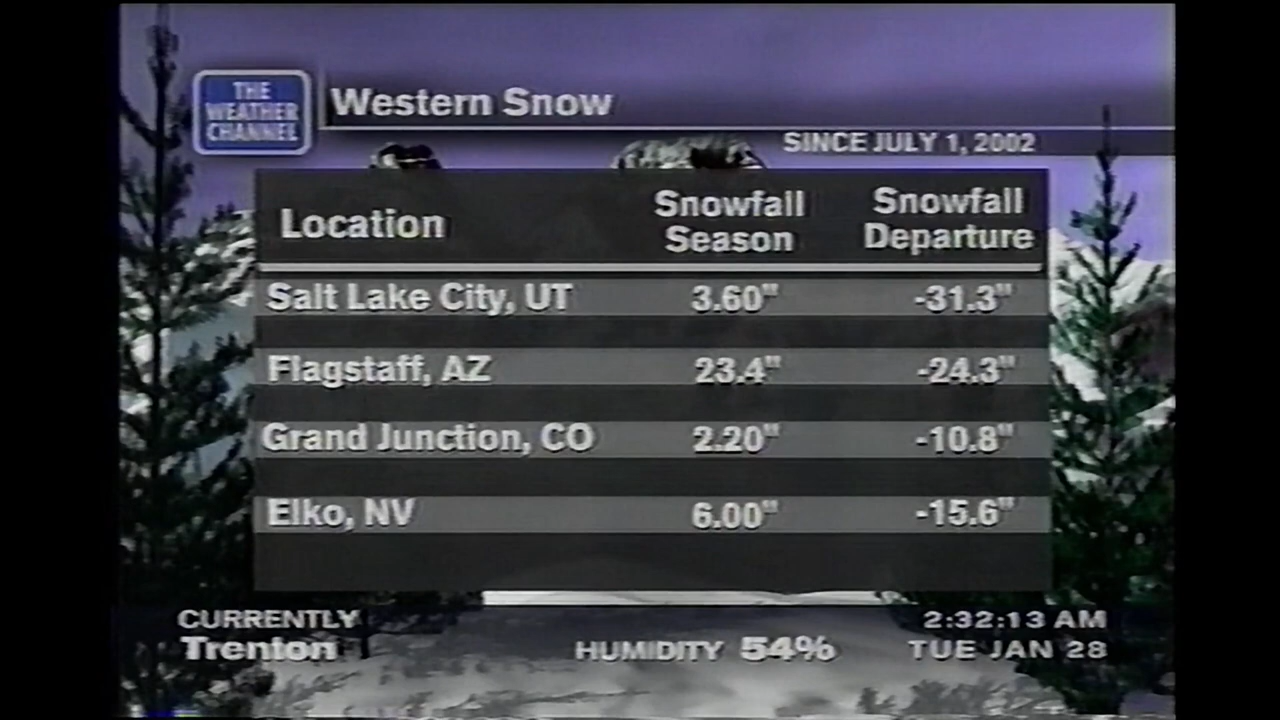 THE
WEATHER
CHANNEL
Western Snow
SINCE JULY 1, 2002
Location Snowfall Season Snowfall Departure
Salt Lake City, UT 3.60" -31.3"
Flagstaff, AZ 23.4" -24.3"
Grand Junction, CO 2.20" -10.8"
Elko, NV 6.00" -15.6"
CURRENTLY 2:32:13 AM
Trenton HUMIDITY 54% TUE JAN 28